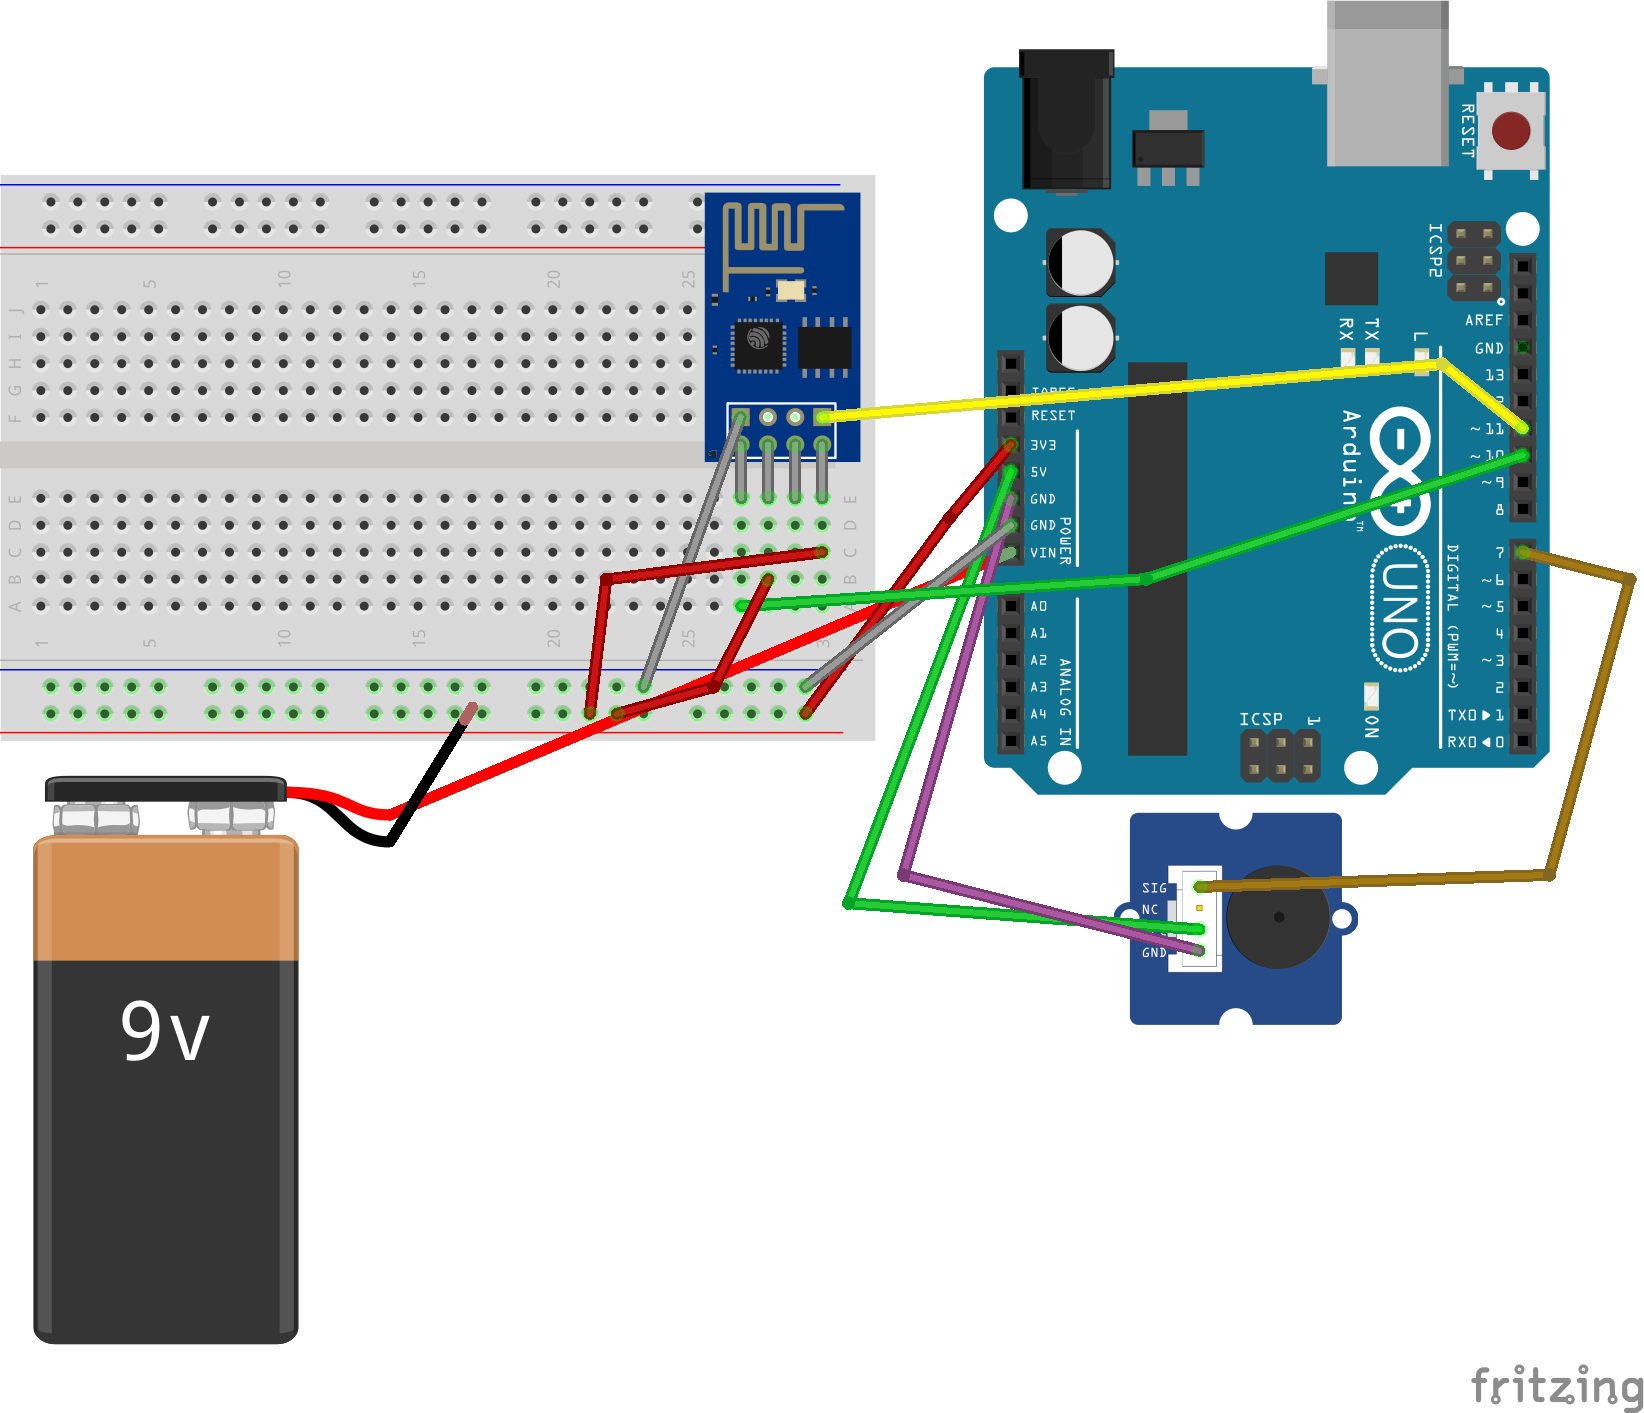 1 5 10 15 20 25
J
I
H
G
F
E E
D D
C C
B B
A A
1 5 10 15 20 25 3
9v
RESET
ICSP2
AREF
GND
13
RX TX L
~11
~10
~9
8
IOREF
RESET
3V3
5V
GND
GND
VIN
POWER
Arduino™
UNO
DIGITAL (PWM=~)
7
~6
~5
4
~3
2
TX0▶1
RX0◀0
A0
A1
A2
A3
A4
A5
ANALOG IN
ICSP 1
ON
SIG
NC
GND
fritzing